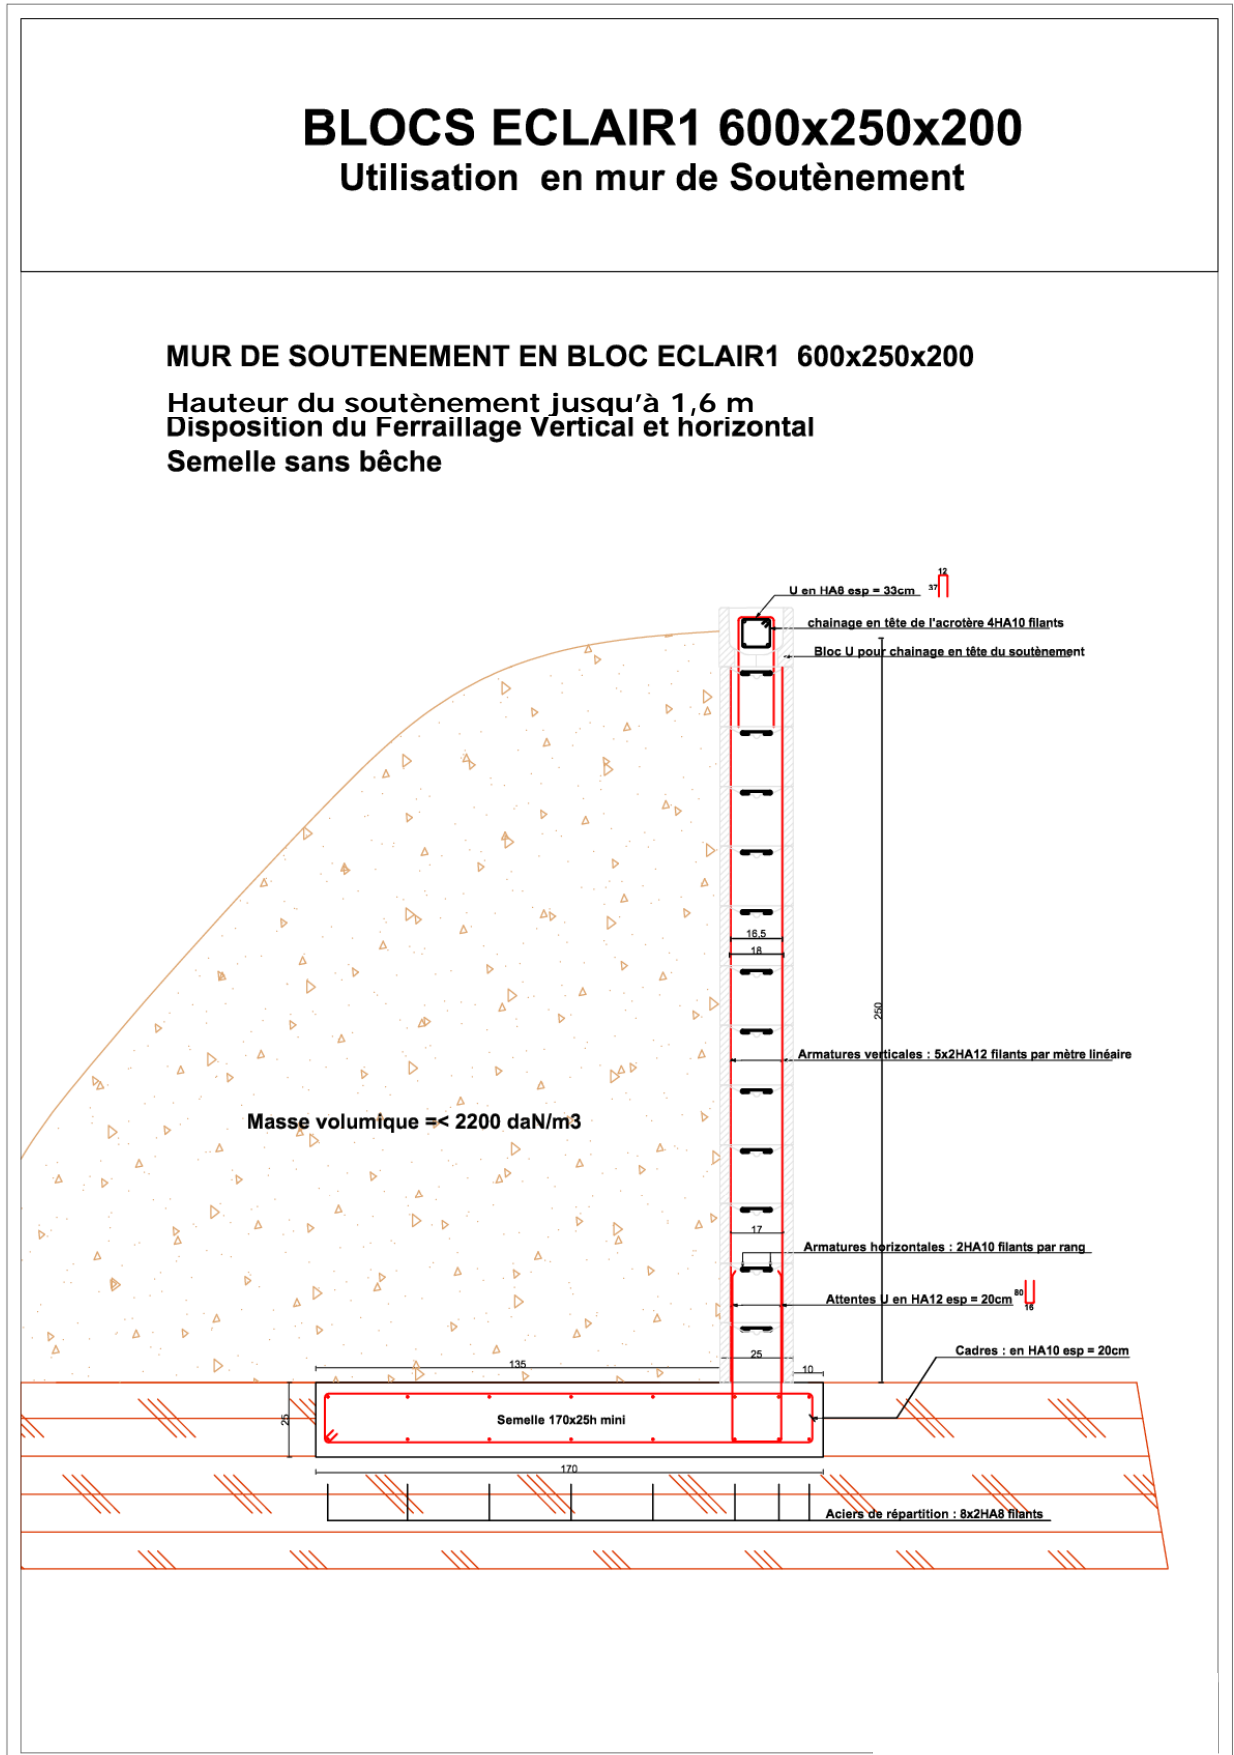 BLOCS ECLAIR1 600x250x200
Utilisation en mur de Soutènement
MUR DE SOUTENEMENT EN BLOC ECLAIR1 600x250x200
Hauteur du soutènement jusqu'à 1,6 m
Disposition du Ferraillage Vertical et horizontal
Semelle sans bêche
12
37
U en HA8 esp = 33cm
chainage en tête de l'acrotère 4HA10 filants
Bloc U pour chainage en tête du soutènement
16.5
18
250
Armatures verticales : 5x2HA12 filants par mètre linéaire
Masse volumique =< 2200 daN/m3
17
Armatures horizontales : 2HA10 filants par rang
Attentes U en HA12 esp = 20cm
80
16
Cadres : en HA10 esp = 20cm
25
135
10
25
Semelle 170x25h mini
170
Aciers de répartition : 8x2HA8 filants